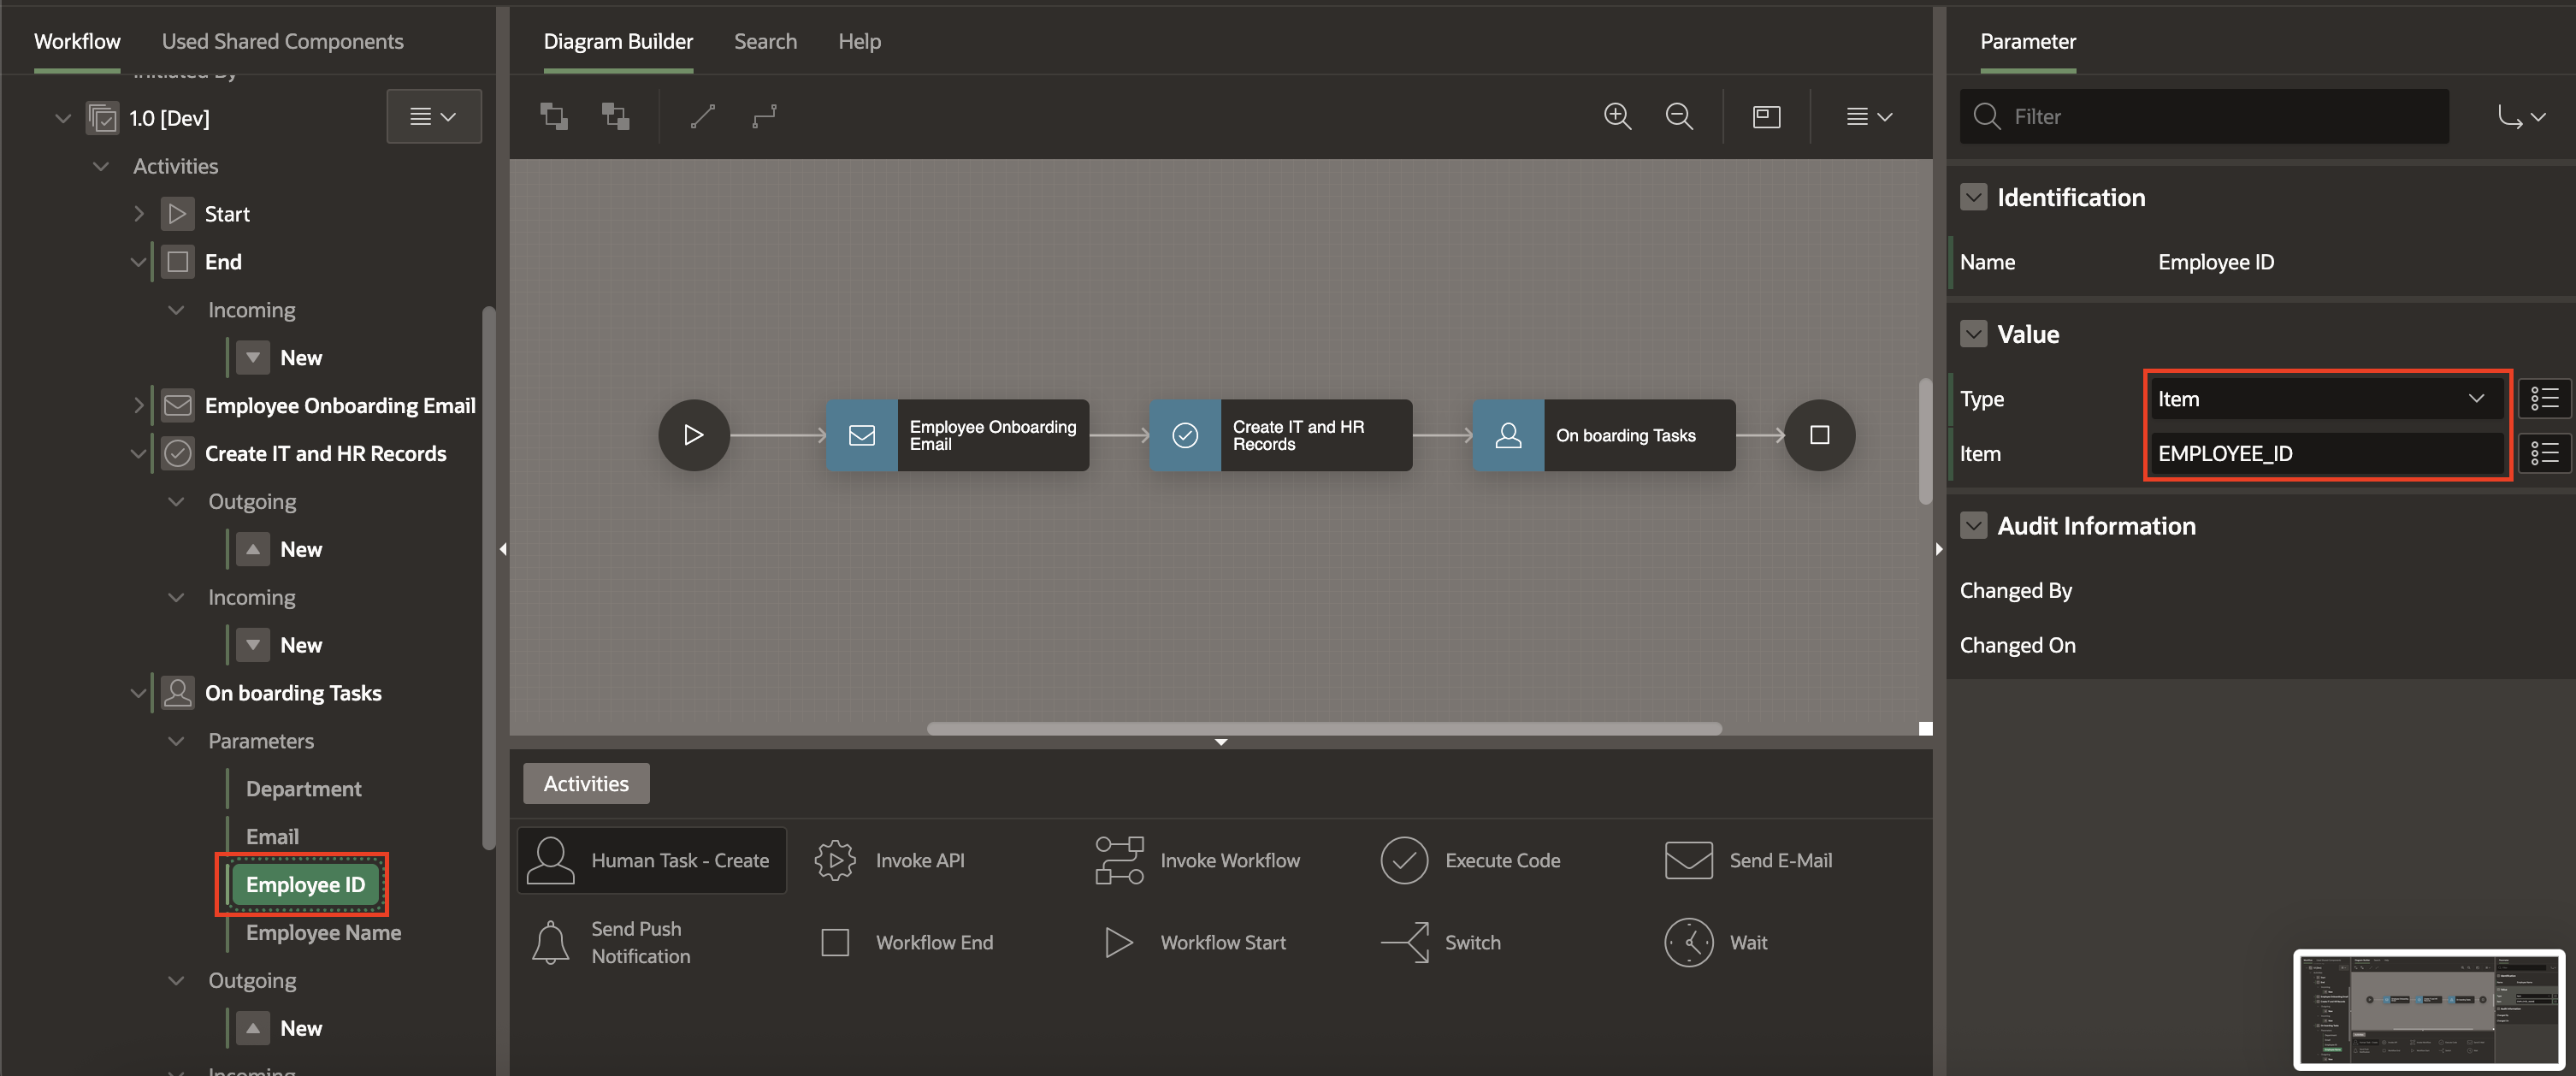 Workflow
Used Shared Components
Initiated By
1.0 [Dev]
Activities
Start
End
Incoming
New
Employee Onboarding Email
Create IT and HR Records
Outgoing
New
Incoming
New
On boarding Tasks
Parameters
Department
Email
Employee ID
Employee Name
Outgoing
New
Incoming
Diagram Builder
Search
Help
Employee Onboarding
Email
Create IT and HR
Records
On boarding Tasks
Activities
Human Task - Create
Invoke API
Invoke Workflow
Execute Code
Send E-Mail
Send Push
Notification
Workflow End
Workflow Start
Switch
Wait
Parameter
Filter
Identification
Name
Employee ID
Value
Type
Item
Item
EMPLOYEE_ID
Audit Information
Changed By
Changed On